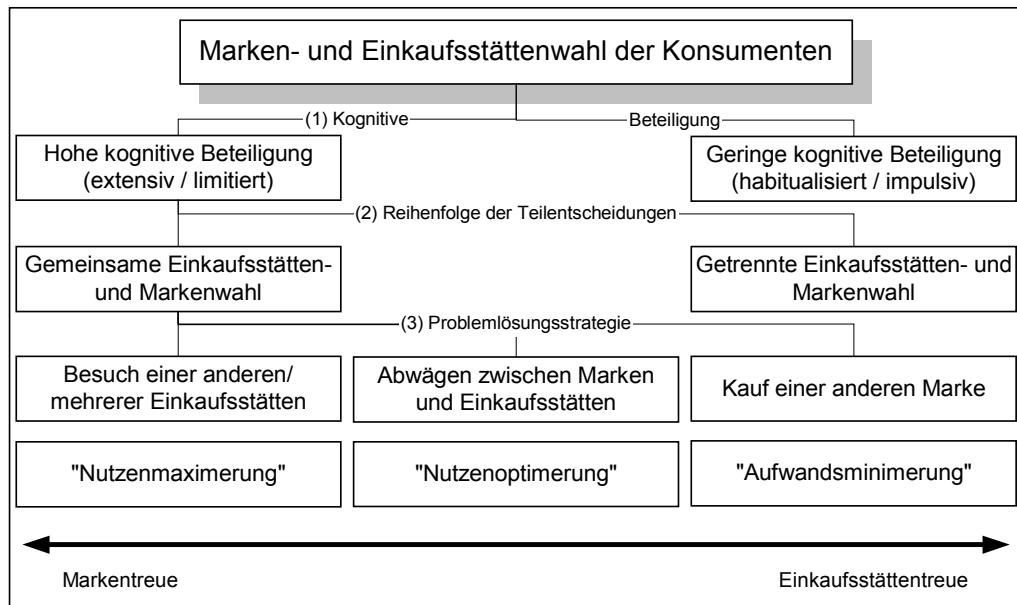 Marken- und Einkaufsstättenwahl der Konsumenten
(1) Kognitive Beteiligung
Hohe kognitive Beteiligung
(extensiv / limitiert)
Geringe kognitive Beteiligung
(habitualisiert / impulsiv)
(2) Reihenfolge der Teilentscheidungen
Gemeinsame Einkaufsstätten-
und Markenwahl
Getrennte Einkaufsstätten- und
Markenwahl
(3) Problemlösungsstrategie
Besuch einer anderen/
mehrerer Einkaufsstätten
Abwägen zwischen Marken
und Einkaufsstätten
Kauf einer anderen Marke
"Nutzenmaximerung"
"Nutzenoptimerung"
"Aufwandsminimerung"
Markentreue
Einkaufsstättentreue